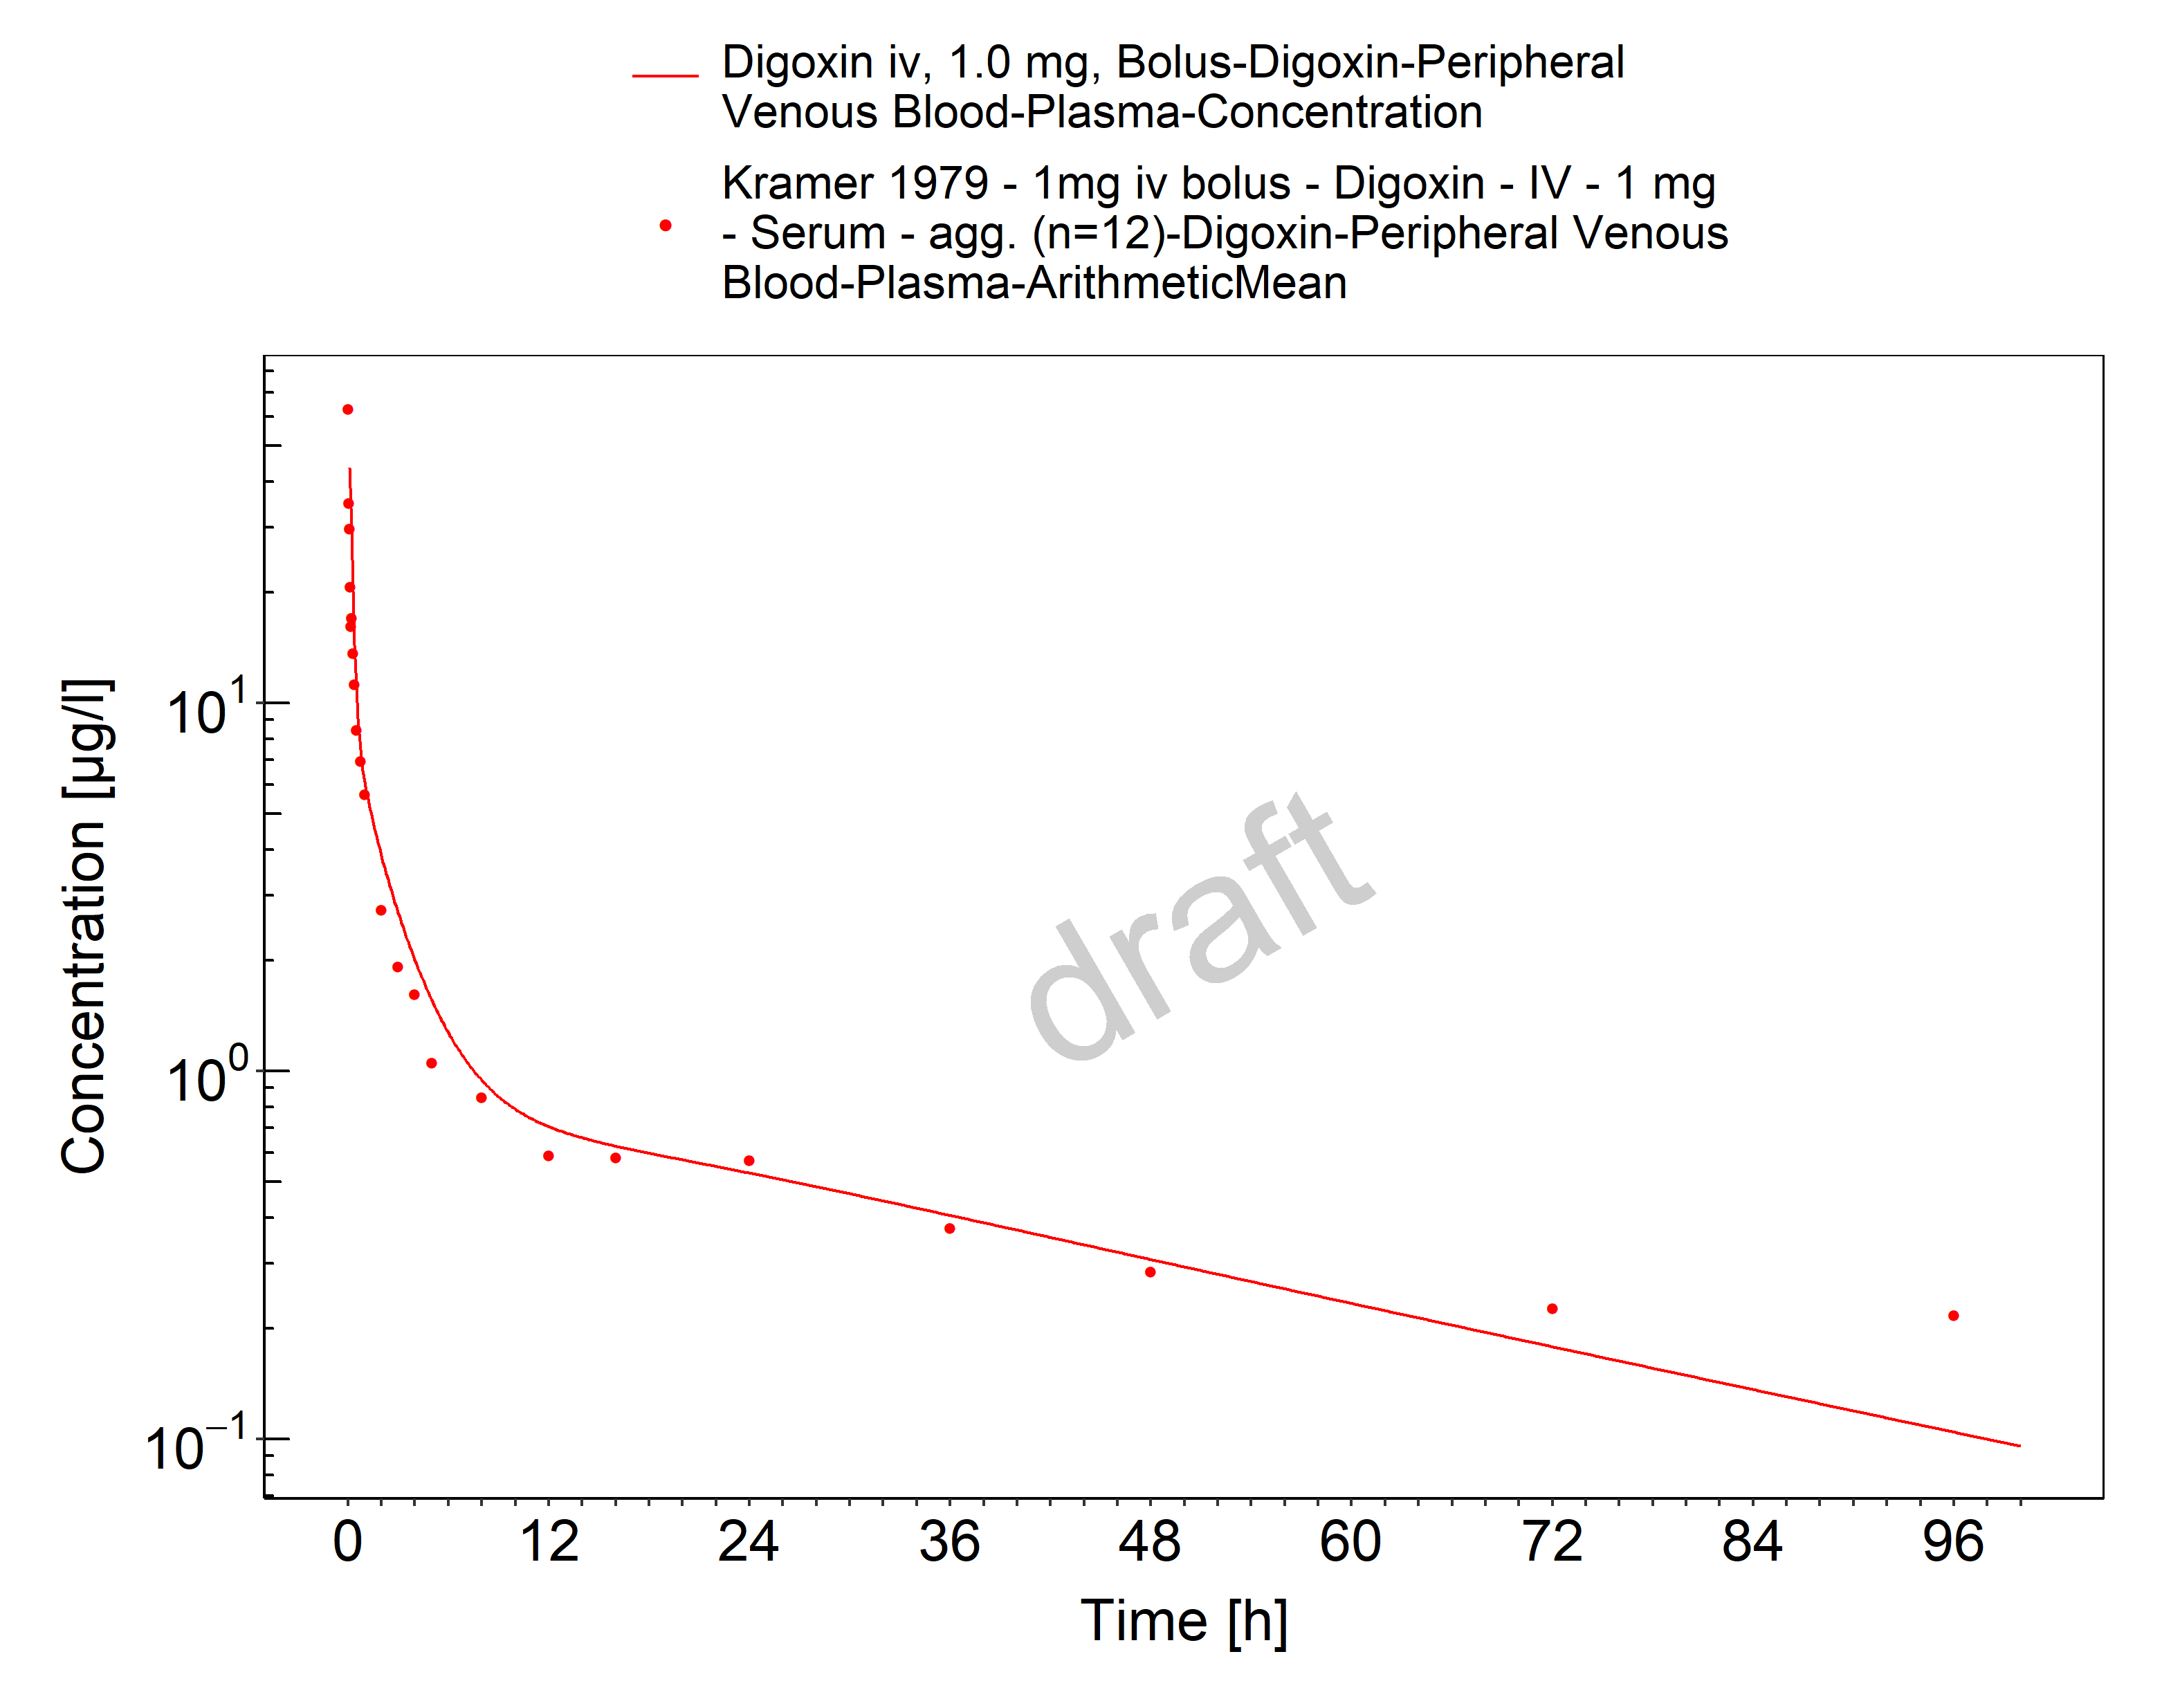 Digoxin iv, 1.0 mg, Bolus-Digoxin-Peripheral
Venous Blood-Plasma-Concentration
Kramer 1979 - 1mg iv bolus - Digoxin - IV - 1 mg
- Serum - agg. (n=12)-Digoxin-Peripheral Venous
Blood-Plasma-ArithmeticMean
Concentration [µg/l]
10¹
10⁰
10⁻¹
draft
0 12 24 36 48 60 72 84 96
Time [h]